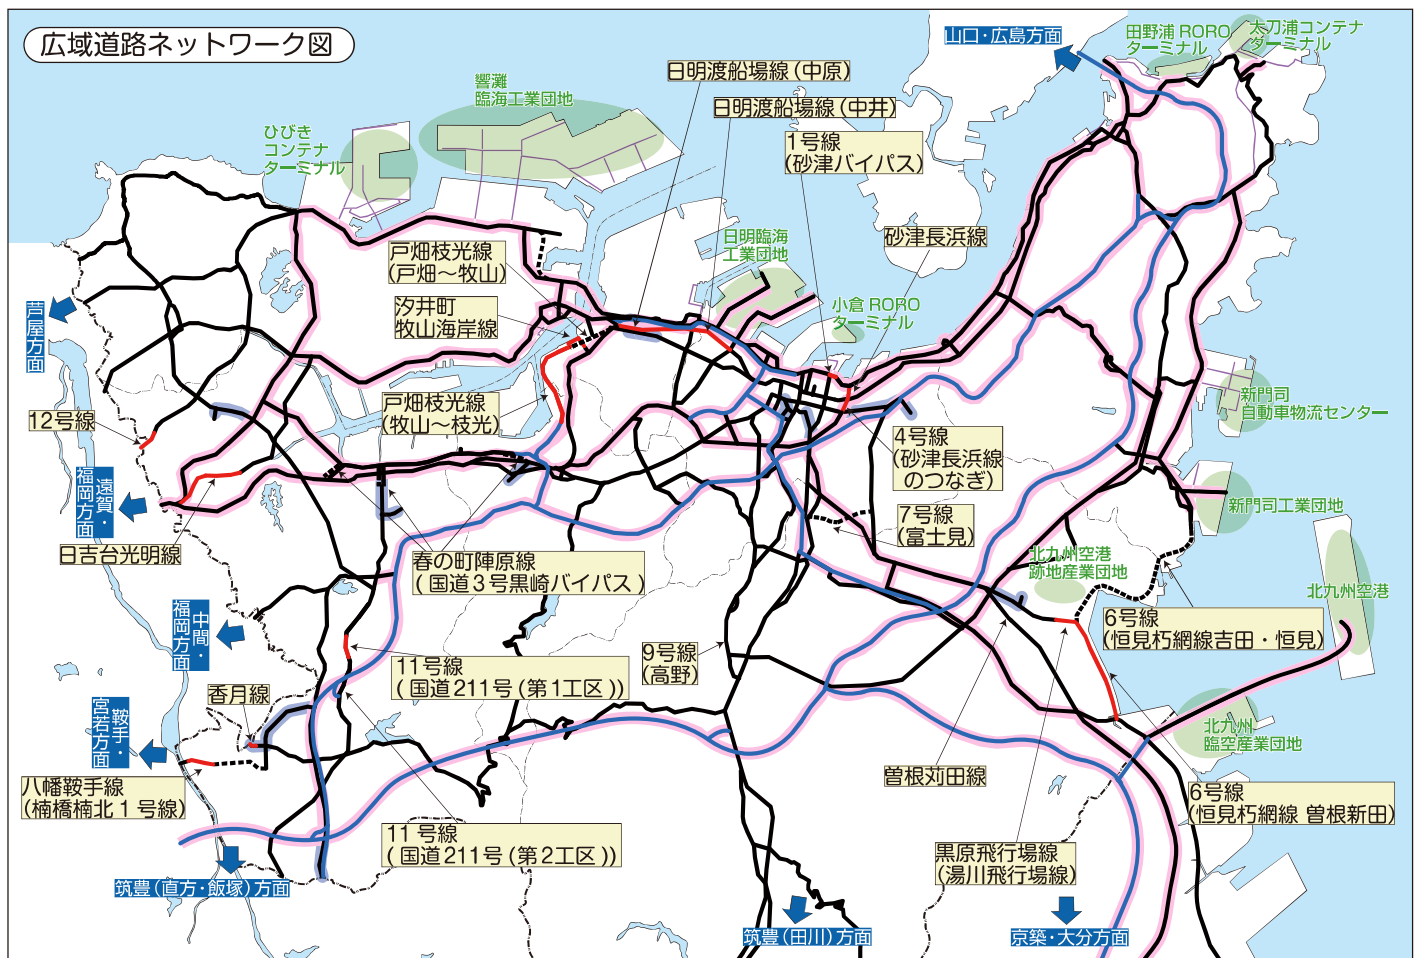 広域道路ネットワーク図
山口・広島方面
田野浦 RORO
ターミナル
太刀浦コンテナ
ターミナル
日明渡船場線（中原）
響灘
臨海工業団地
日明渡船場線（中井）
ひびき
コンテナ
ターミナル
1号線
（砂津バイパス）
砂津長浜線
戸畑枝光線
（戸畑～牧山）
日明臨海
工業団地
汐井町
牧山海岸線
小倉 RORO
ターミナル
芦屋方面
新門司
自動車物流センター
戸畑枝光線
（牧山～枝光）
12号線
4号線
（砂津長浜線
のつなぎ）
遠賀・
福岡方面
新門司工業団地
7号線
（富士見）
日吉台光明線
春の町陣原線
（国道3号黒崎バイパス）
北九州空港
跡地産業団地
北九州空港
中間・
福岡方面
6号線
（恒見朽網線吉田・恒見）
9号線
（高野）
11号線
（国道211号（第1工区））
香月線
鞍手・
宮若方面
北九州
臨空産業団地
曽根苅田線
八幡鞍手線
（楠橋楠北1号線）
6号線
（恒見朽網線 曽根新田）
11号線
（国道211号（第2工区））
黒原飛行場線
（湯川飛行場線）
筑豊（直方・飯塚）方面
筑豊（田川）方面
京築・大分方面